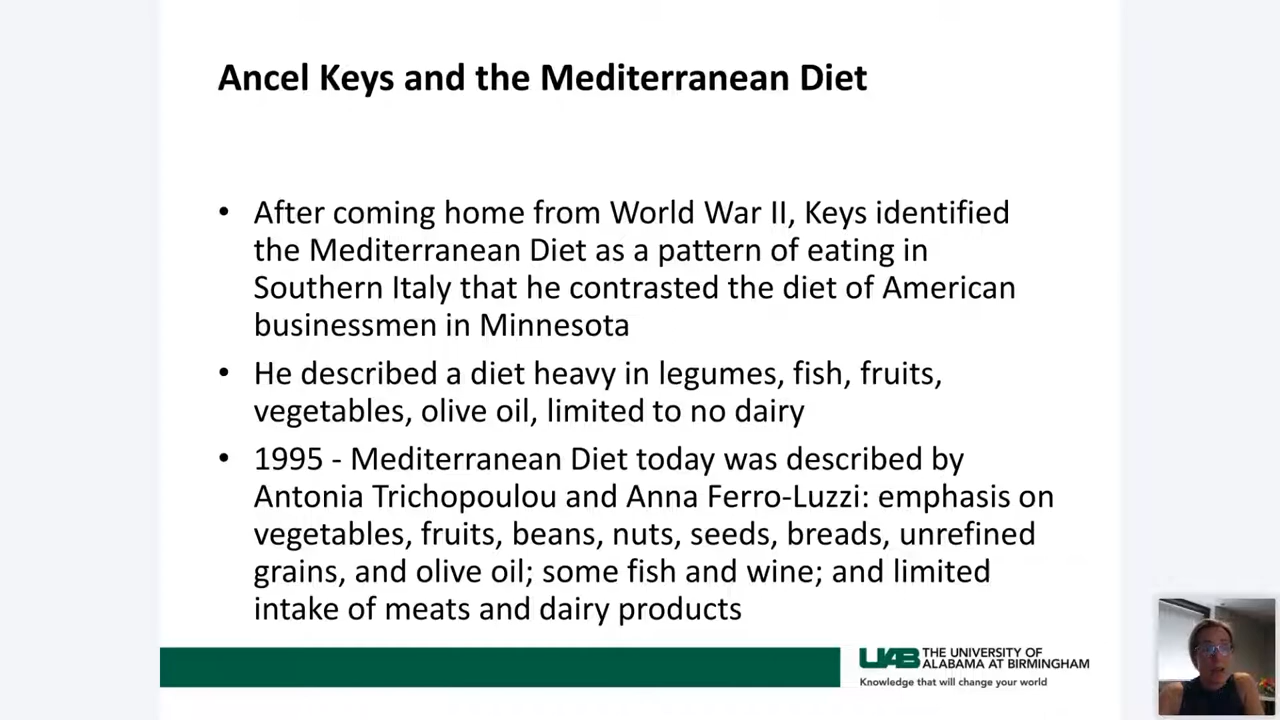 Ancel Keys and the Mediterranean Diet
• After coming home from World War II, Keys identified
the Mediterranean Diet as a pattern of eating in
Southern Italy that he contrasted the diet of American
businessmen in Minnesota
• He described a diet heavy in legumes, fish, fruits,
vegetables, olive oil, limited to no dairy
• 1995 - Mediterranean Diet today was described by
Antonia Trichopoulou and Anna Ferro-Luzzi: emphasis on
vegetables, fruits, beans, nuts, seeds, breads, unrefined
grains, and olive oil; some fish and wine; and limited
intake of meats and dairy products
UAB THE UNIVERSITY OF
ALABAMA AT BIRMINGHAM
Knowledge that will change your world